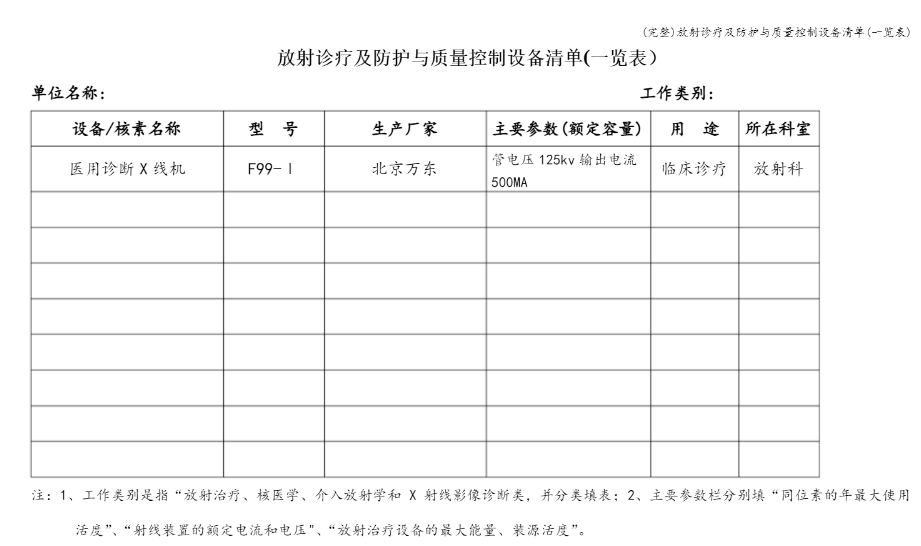 (完整)放射诊疗及防护与质量控制设备清单(一览表)
放射诊疗及防护与质量控制设备清单(一览表）
单位名称： 工作类别：
设备/核素名称 型 号 生产厂家 主要参数(额定容量) 用 途 所在科室
医用诊断 X 线机 F99-Ⅰ 北京万东 管电压 125kv 输出电流 临床诊疗 放射科
500MA
注：1、工作类别是指“放射治疗、核医学、介入放射学和 X 射线影像诊断类，并分类填表；2、主要参数栏分别填“同位素的年最大使用
活度”、“射线装置的额定电流和电压"、“放射治疗设备的最大能量、装源活度”。